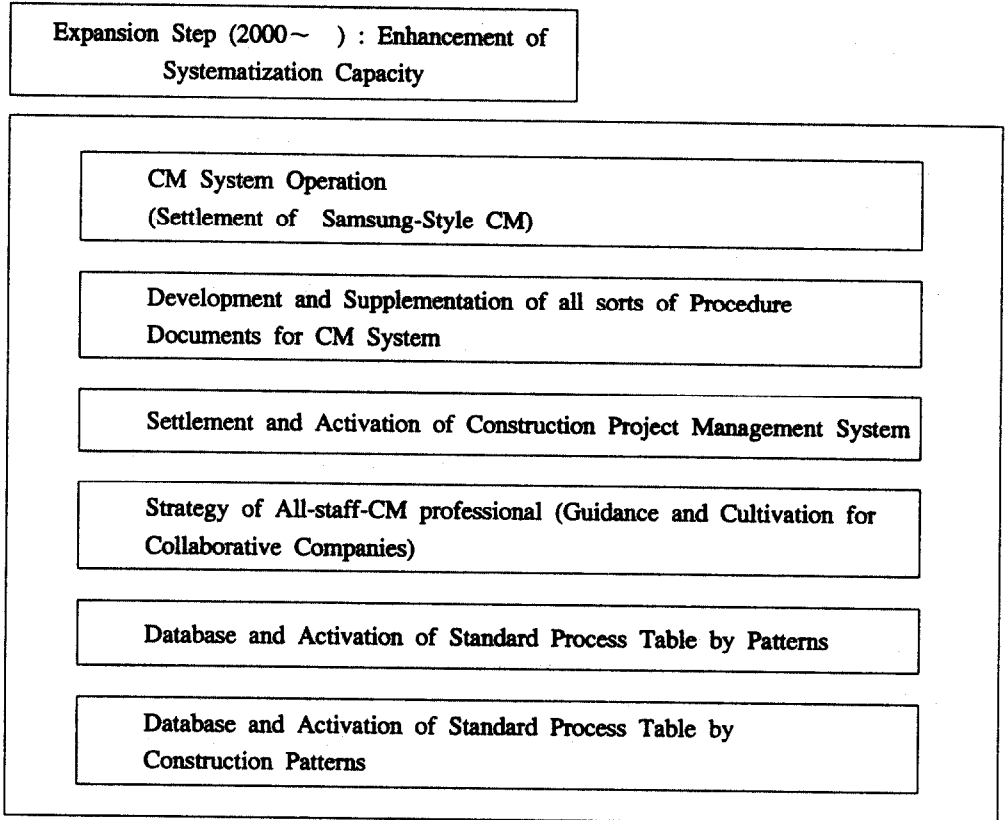 Expansion Step (2000~ ) : Enhancement of
Systematization Capacity
CM System Operation
(Settlement of Samsung-Style CM)
Development and Supplementation of all sorts of Procedure
Documents for CM System
Settlement and Activation of Construction Project Management System
Strategy of All-staff-CM professional (Guidance and Cultivation for
Collaborative Companies)
Database and Activation of Standard Process Table by Patterns
Database and Activation of Standard Process Table by
Construction Patterns